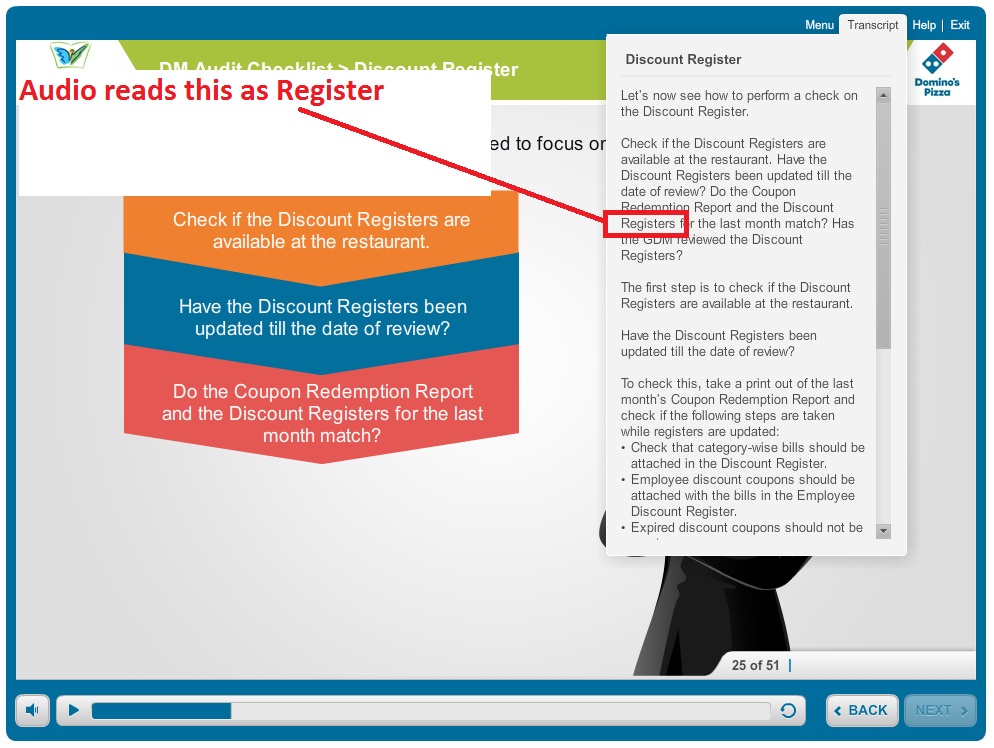 Menu
Transcript
Help | Exit
DM Audit Checklist > Discount Register
Domino's
Pizza
Audio reads this as Register
ed to focus
Check if the Discount Registers are
available at the restaurant.
Have the Discount Registers been
updated till the date of review?
Do the Coupon Redemption Report
and the Discount Registers for the last
month match?
Discount Register
Let's now see how to perform a check on
the Discount Register.
Check if the Discount Registers are
available at the restaurant. Have the
Discount Registers been updated till the
date of review? Do the Coupon
Redemption Report and the Discount
Registers for the last month match? Has
the GDM reviewed the Discount
Registers?
The first step is to check if the Discount
Registers are available at the restaurant.
Have the Discount Registers been
updated till the date of review?
To check this, take a print out of the last
month's Coupon Redemption Report and
check if the following steps are taken
while registers are updated:
• Check that category-wise bills should be
attached in the Discount Register.
• Employee discount coupons should be
attached with the bills in the Employee
Discount Register.
• Expired discount coupons should not be
25 of 51 |
BACK
NEXT